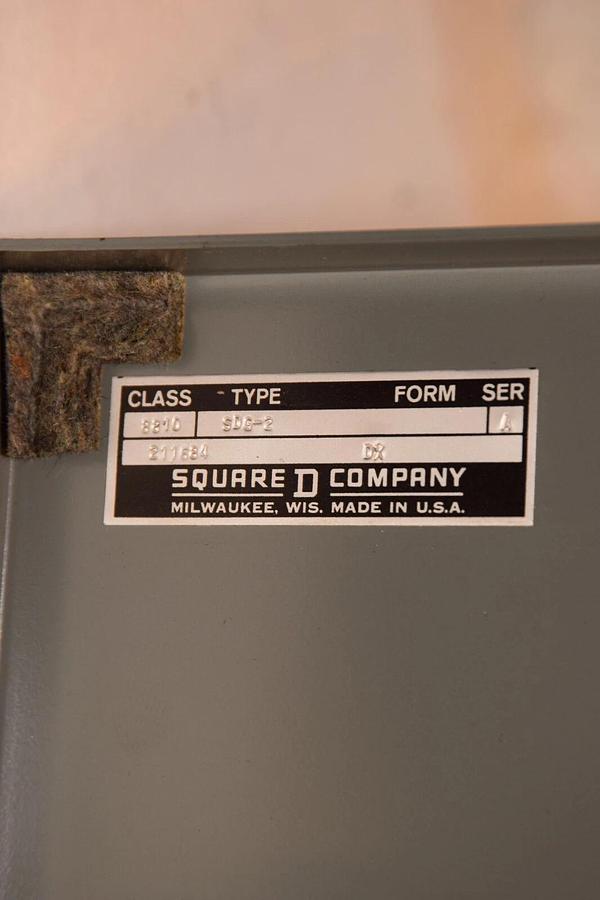 CLASS TYPE FORM SER
8810 SDG-2 A
211684 DX
SQUARE D COMPANY
MILWAUKEE, WIS. MADE IN U.S.A.